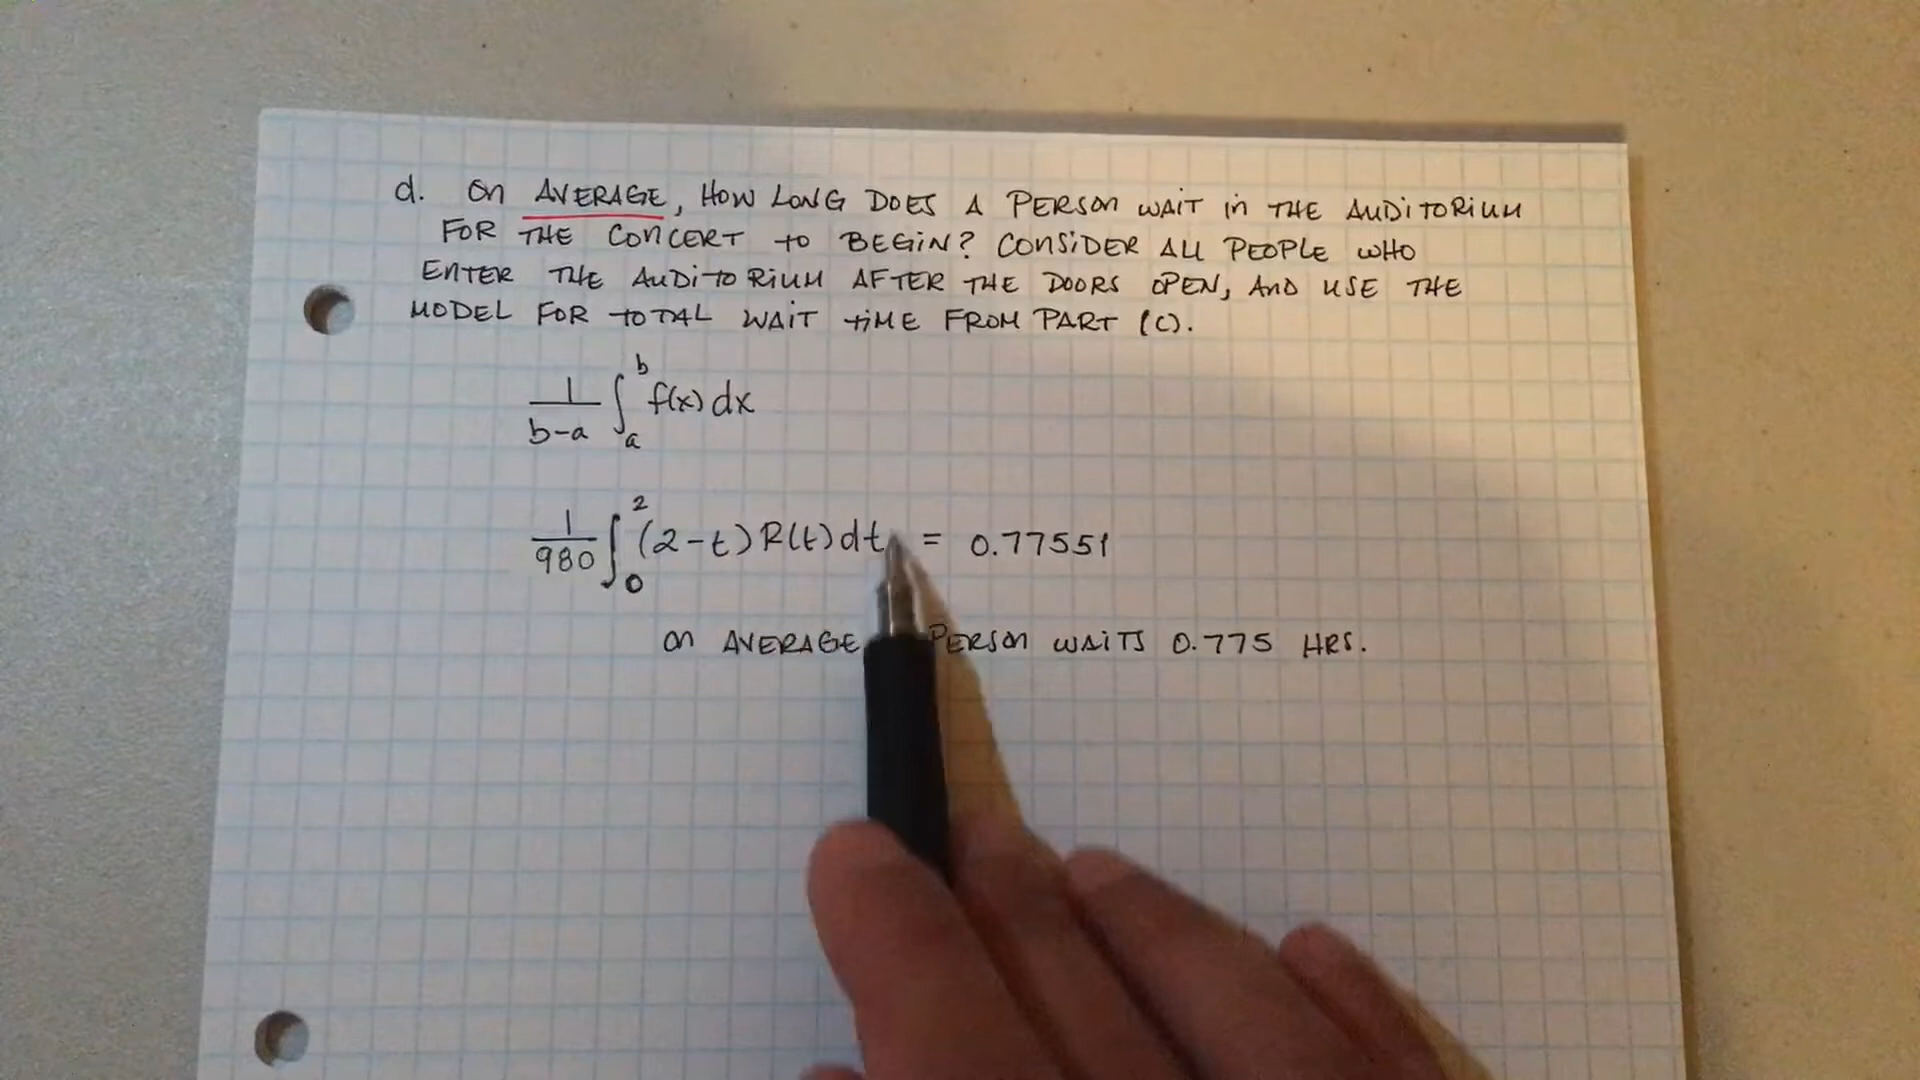 d. On AVERAGE, HOW LONG DOES A PERSON WAIT in THE AUDITORIUM
FOR THE CONCERT to BEGIN? CONSIDER ALL PEOPLE WHO
ENTER THE AUDITORIUM AFTER THE DOORS OPEN, AND USE THE
MODEL FOR TOTAL WAIT TIME FROM PART (C).
1/(b-a) ∫_a^b f(x) dx
1/980 ∫_0^2 (2-t) R(t) dt = 0.77551
On AVERAGE PERSON WAITS 0.775 HRS.